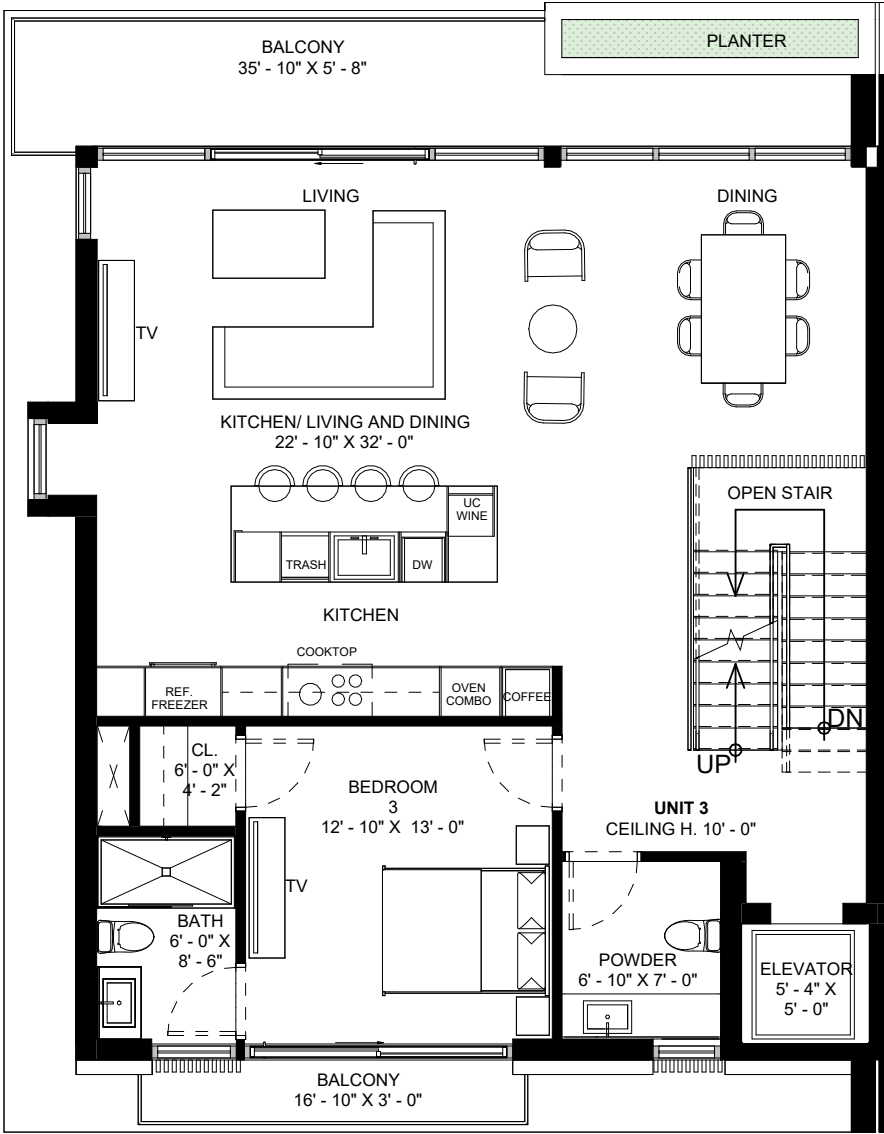 BALCONY
35' - 10" X 5' - 8"
PLANTER
LIVING
DINING
TV
KITCHEN/ LIVING AND DINING
22' - 10" X 32' - 0"
OPEN STAIR
UC
WINE
TRASH
DW
KITCHEN
COOKTOP
REF.
FREEZER
OVEN
COMBO
COFFEE
DN
UP
CL.
6' - 0" X
4' - 2"
BEDROOM
3
12' - 10" X 13' - 0"
UNIT 3
CEILING H. 10' - 0"
TV
BATH
6' - 0" X
8' - 6"
POWDER
6' - 10" X 7' - 0"
ELEVATOR
5' - 4" X
5' - 0"
BALCONY
16' - 10" X 3' - 0"